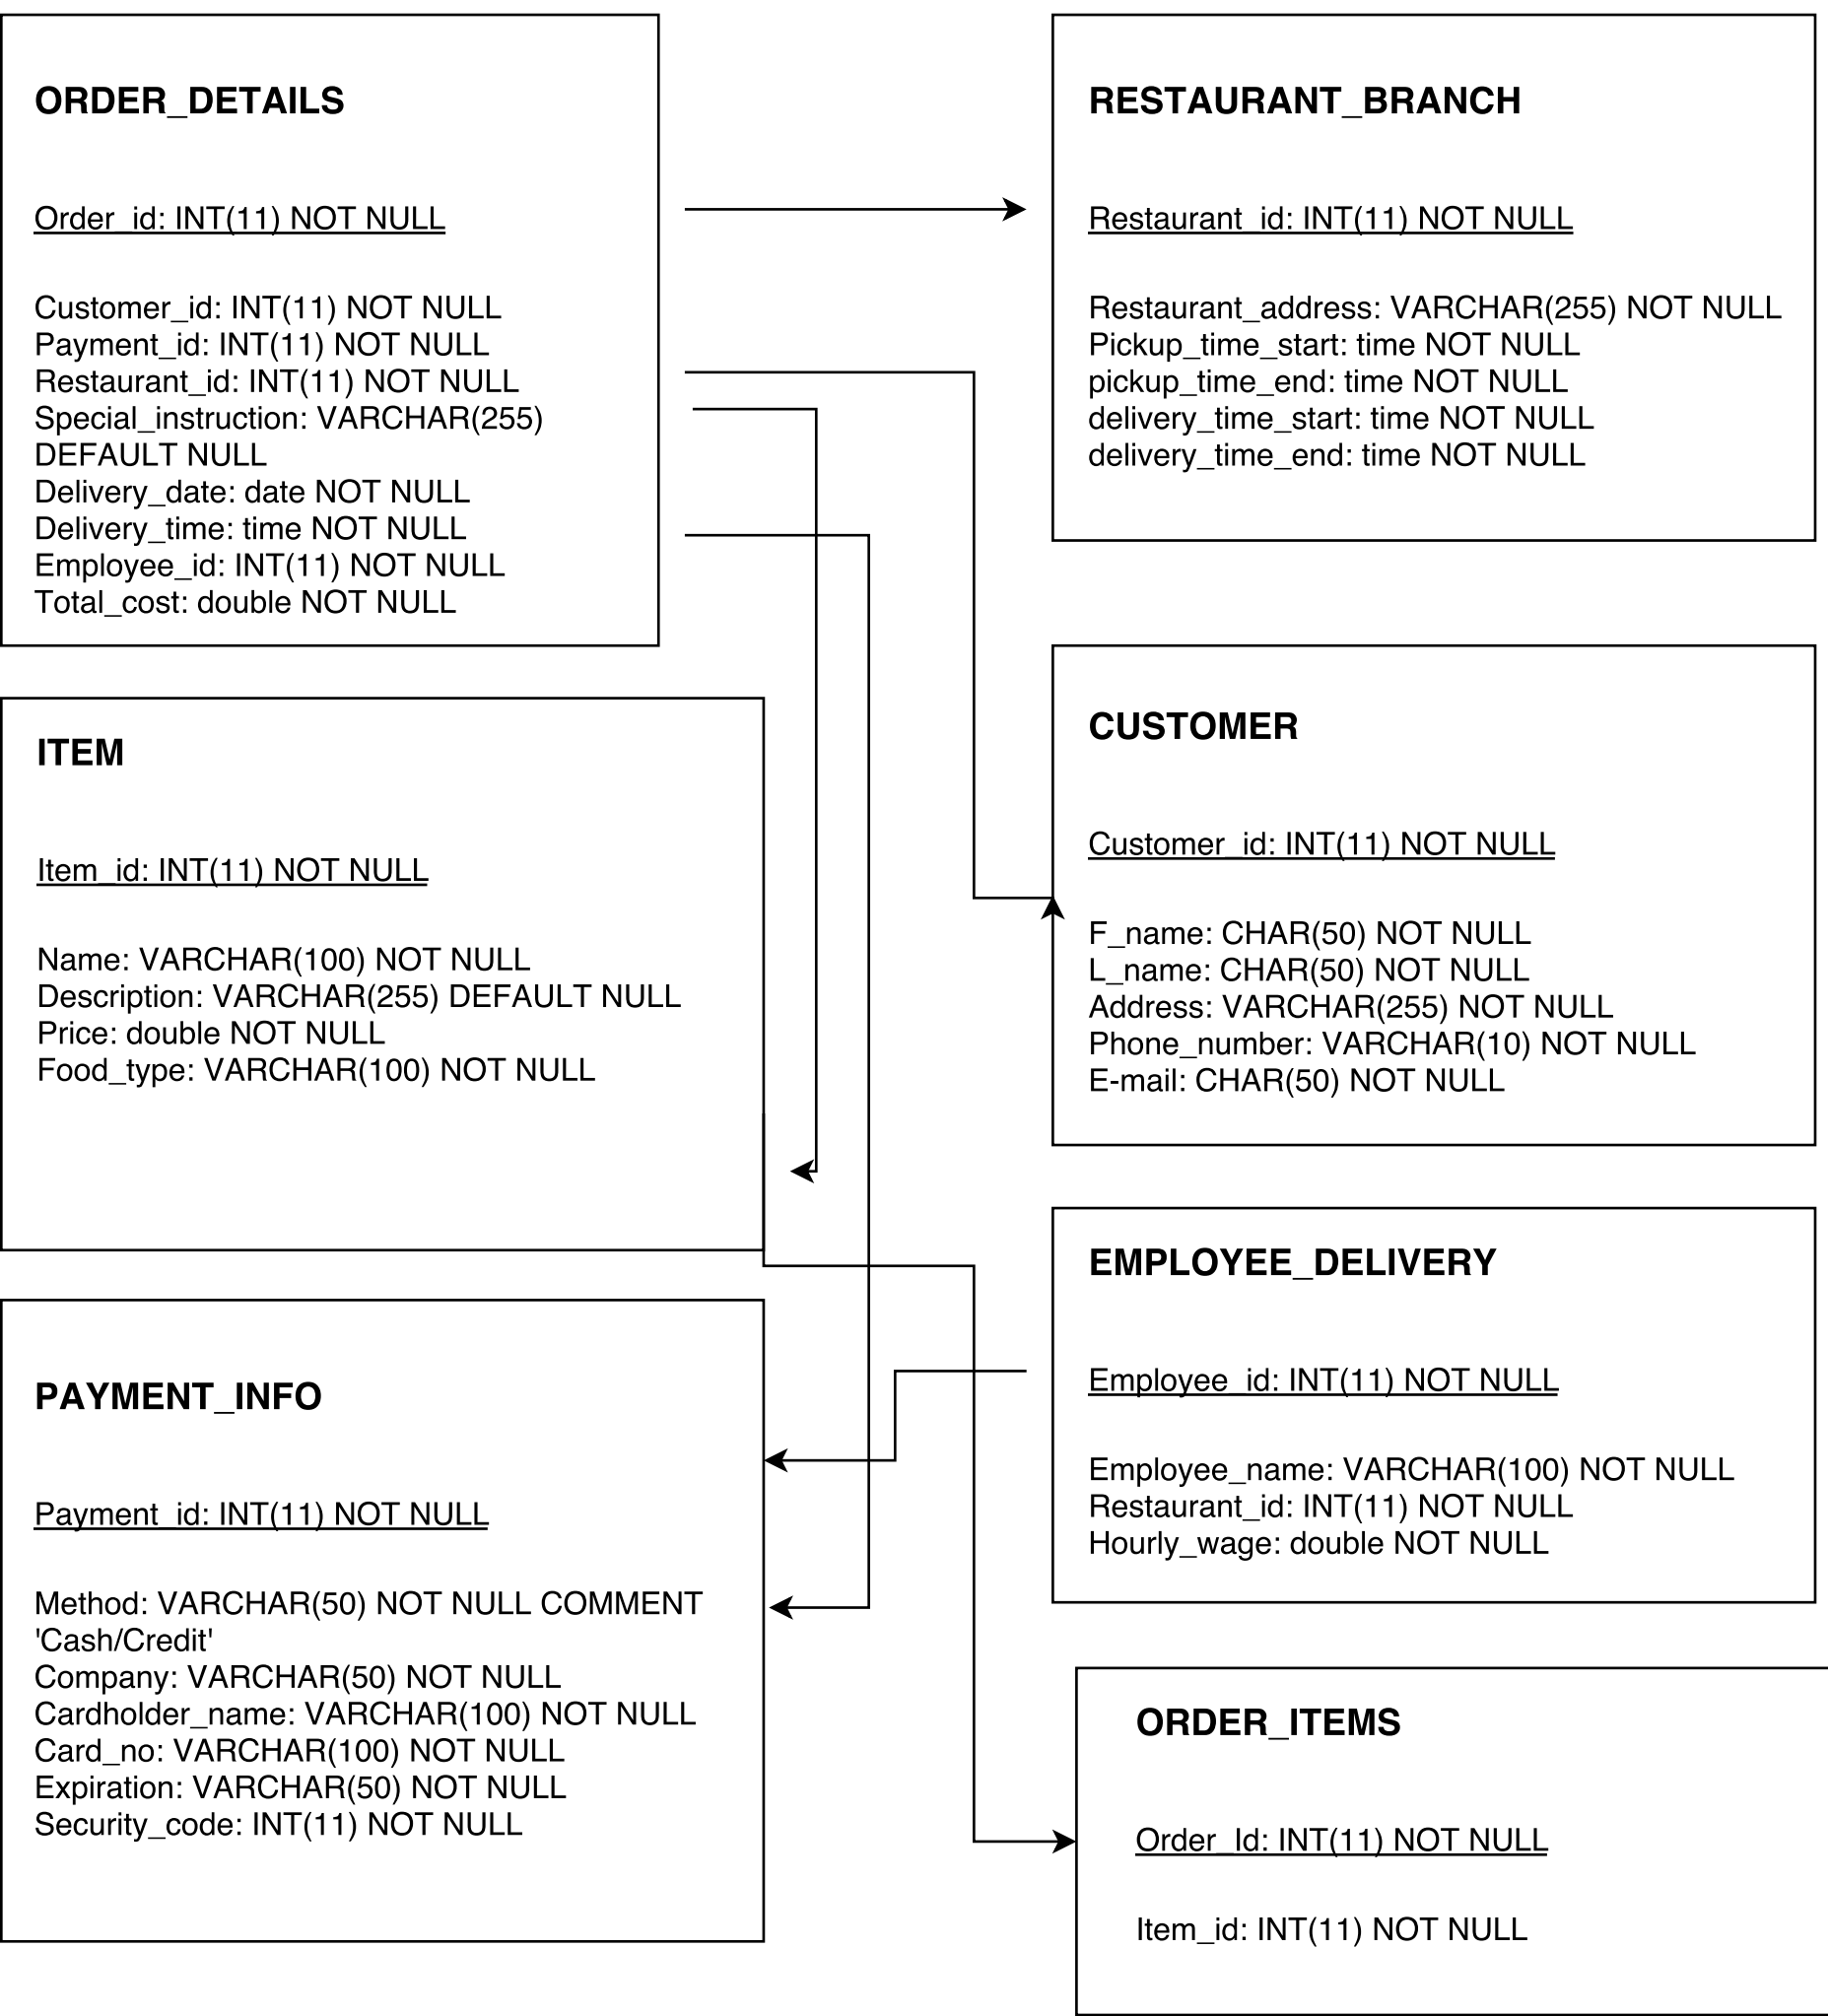 ORDER_DETAILS
Order_id: INT(11) NOT NULL
Customer_id: INT(11) NOT NULL
Payment_id: INT(11) NOT NULL
Restaurant_id: INT(11) NOT NULL
Special_instruction: VARCHAR(255)
DEFAULT NULL
Delivery_date: date NOT NULL
Delivery_time: time NOT NULL
Employee_id: INT(11) NOT NULL
Total_cost: double NOT NULL
RESTAURANT_BRANCH
Restaurant_id: INT(11) NOT NULL
Restaurant_address: VARCHAR(255) NOT NULL
Pickup_time_start: time NOT NULL
pickup_time_end: time NOT NULL
delivery_time_start: time NOT NULL
delivery_time_end: time NOT NULL
ITEM
Item_id: INT(11) NOT NULL
Name: VARCHAR(100) NOT NULL
Description: VARCHAR(255) DEFAULT NULL
Price: double NOT NULL
Food_type: VARCHAR(100) NOT NULL
CUSTOMER
Customer_id: INT(11) NOT NULL
F_name: CHAR(50) NOT NULL
L_name: CHAR(50) NOT NULL
Address: VARCHAR(255) NOT NULL
Phone_number: VARCHAR(10) NOT NULL
E-mail: CHAR(50) NOT NULL
PAYMENT_INFO
Payment_id: INT(11) NOT NULL
Method: VARCHAR(50) NOT NULL COMMENT
'Cash/Credit'
Company: VARCHAR(50) NOT NULL
Cardholder_name: VARCHAR(100) NOT NULL
Card_no: VARCHAR(100) NOT NULL
Expiration: VARCHAR(50) NOT NULL
Security_code: INT(11) NOT NULL
EMPLOYEE_DELIVERY
Employee_id: INT(11) NOT NULL
Employee_name: VARCHAR(100) NOT NULL
Restaurant_id: INT(11) NOT NULL
Hourly_wage: double NOT NULL
ORDER_ITEMS
Order_Id: INT(11) NOT NULL
Item_id: INT(11) NOT NULL